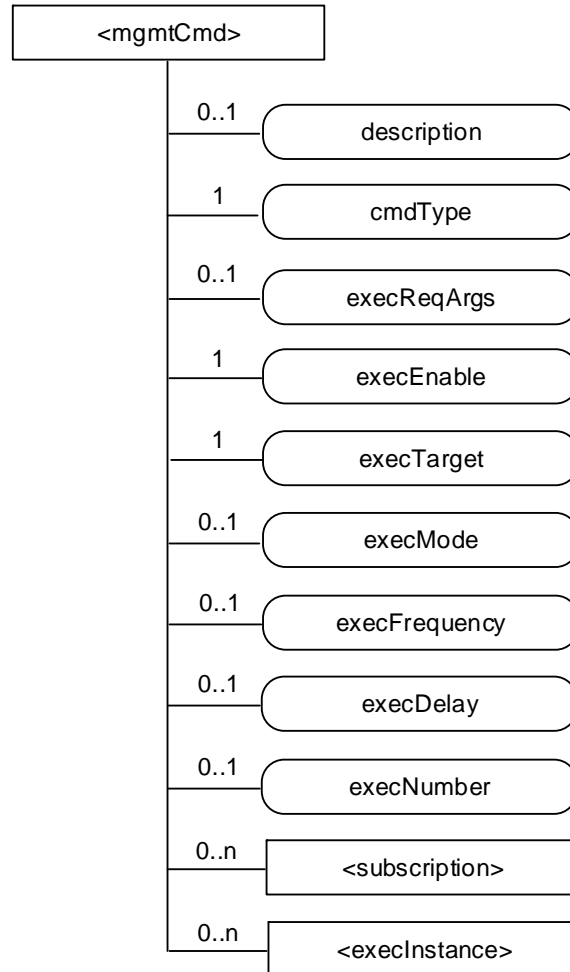 <mgmtCmd>
0..1
description
1
cmdType
0..1
execReqArgs
1
execEnable
1
execTarget
0..1
execMode
0..1
execFrequency
0..1
execDelay
0..1
execNumber
0..n
<subscription>
0..n
<execInstance>